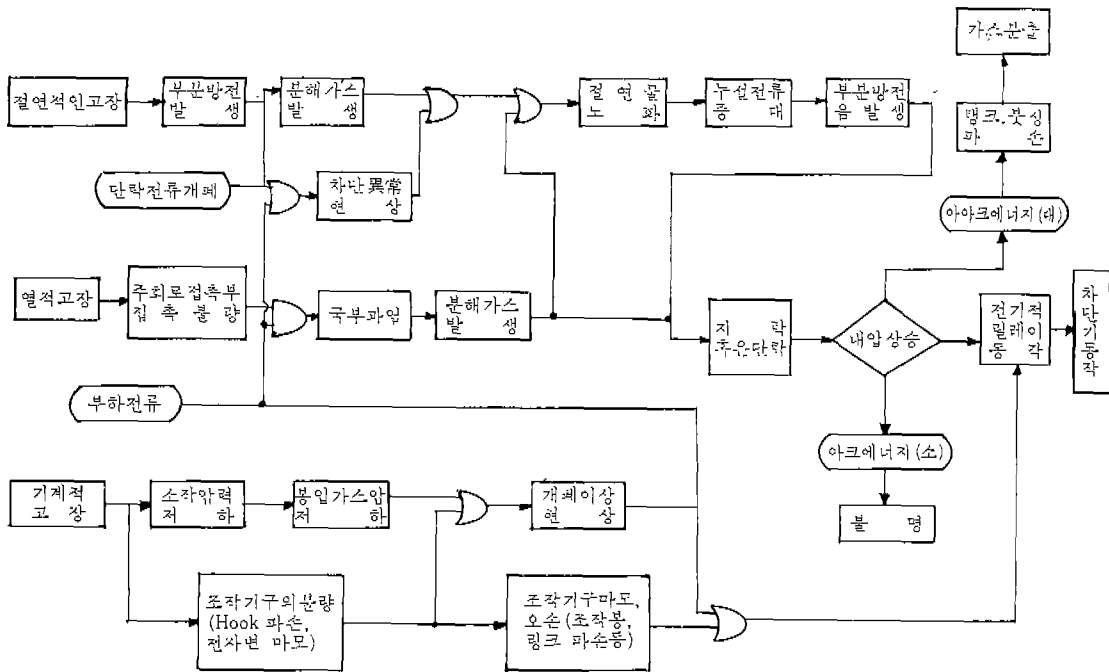 가스분출
절연적인고장
부분방전
발 생
분해가스
발 생
절 연 물
노 파
누설전류
증 대
부분방전
음발생
탱크, 붓싱
파 손
단락전류개폐
차단異常
현 상
아아크에너지(대)
열적고장
주회로접촉부
접 촉 불 량
국부과열
분해가스
발 생
지 락
혹은단락
내압상승
전기적
릴레이
동 작
차
단
기
동
작
부하전류
아크에너지(소)
기계적
고 장
소작압력
저 하
봉입가스압
저 하
개폐이상
현 상
불 명
조작기구의분량
(Hook 파손,
전사면 마모)
조작기구마모,
오손(조작봉,
링크 파손등)